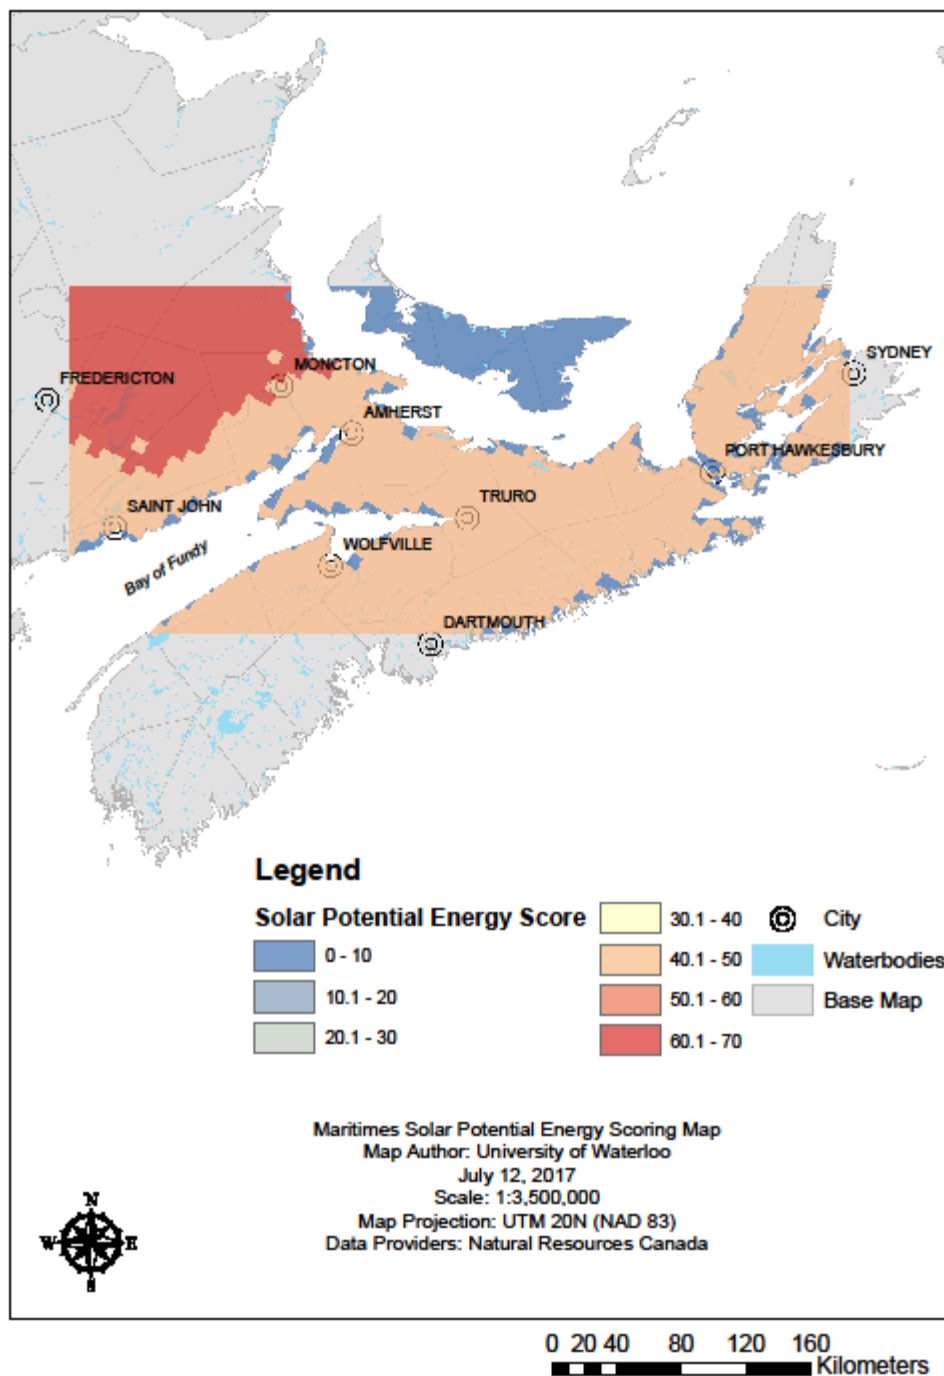 SYDNEY
MONCTON
FREDERICTON
AMHERST
PORT HAWKESBURY
TRURO
SAINT JOHN
WOLFVILLE
Bay of Fundy
DARTMOUTH
Legend
Solar Potential Energy Score
0 - 10
10.1 - 20
20.1 - 30
30.1 - 40
40.1 - 50
50.1 - 60
60.1 - 70
City
Waterbodies
Base Map
Maritimes Solar Potential Energy Scoring Map
Map Author: University of Waterloo
July 12, 2017
Scale: 1:3,500,000
Map Projection: UTM 20N (NAD 83)
Data Providers: Natural Resources Canada
N
W E
S
0 20 40 80 120 160
Kilometers